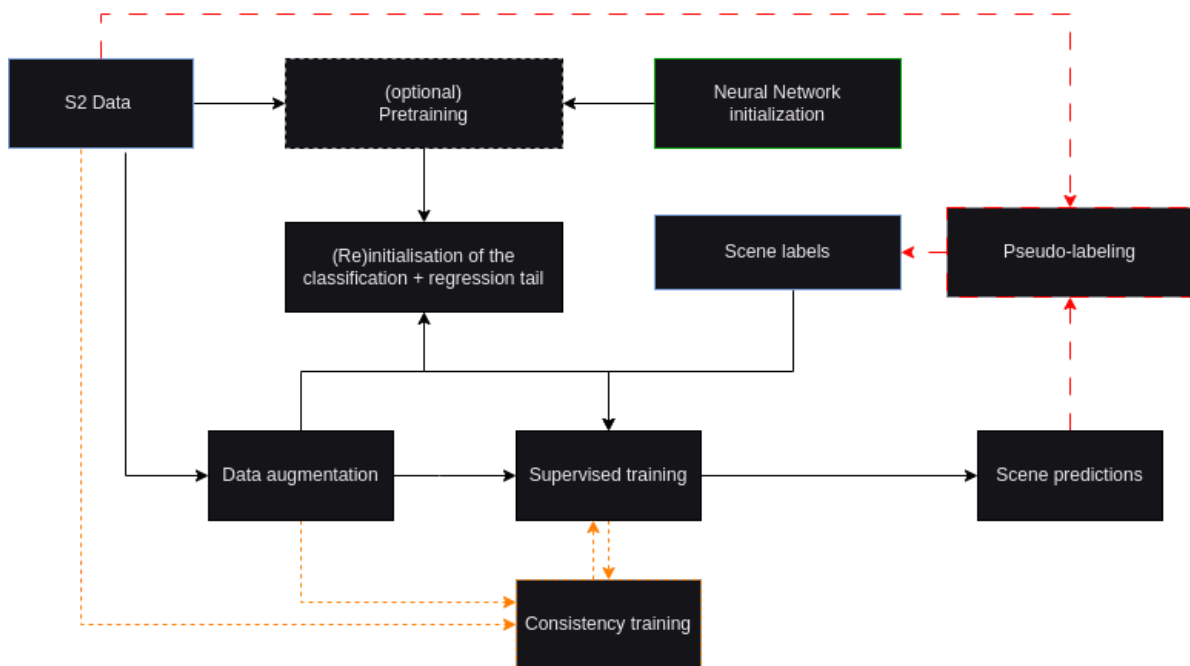 S2 Data
(optional)
Pretraining
Neural Network
initialization
(Re)initialisation of the
classification + regression tail
Scene labels
Pseudo-labeling
Data augmentation
Supervised training
Scene predictions
Consistency training